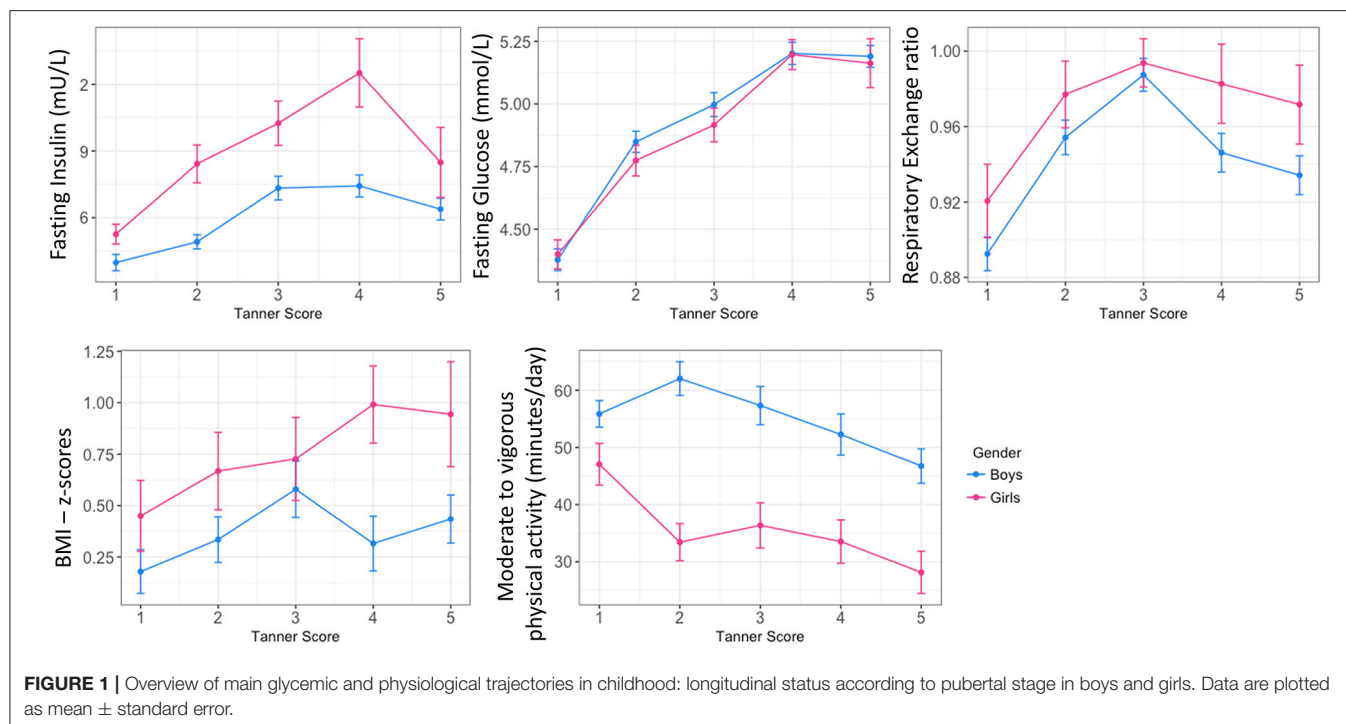 Fasting Insulin (mU/L)
2
9
6
1 2 3 4 5
Tanner Score
Fasting Glucose (mmol/L)
5.25
5.00
4.75
4.50
1 2 3 4 5
Tanner Score
Respiratory Exchange ratio
1.00
0.96
0.92
0.88
1 2 3 4 5
Tanner Score
BMI – z-scores
1.25
1.00
0.75
0.50
0.25
1 2 3 4 5
Tanner Score
Moderate to vigorous
physical activity (minutes/day)
60
50
40
30
1 2 3 4 5
Tanner Score
Gender
Boys
Girls
FIGURE 1 | Overview of main glycemic and physiological trajectories in childhood: longitudinal status according to pubertal stage in boys and girls. Data are plotted
as mean ± standard error.